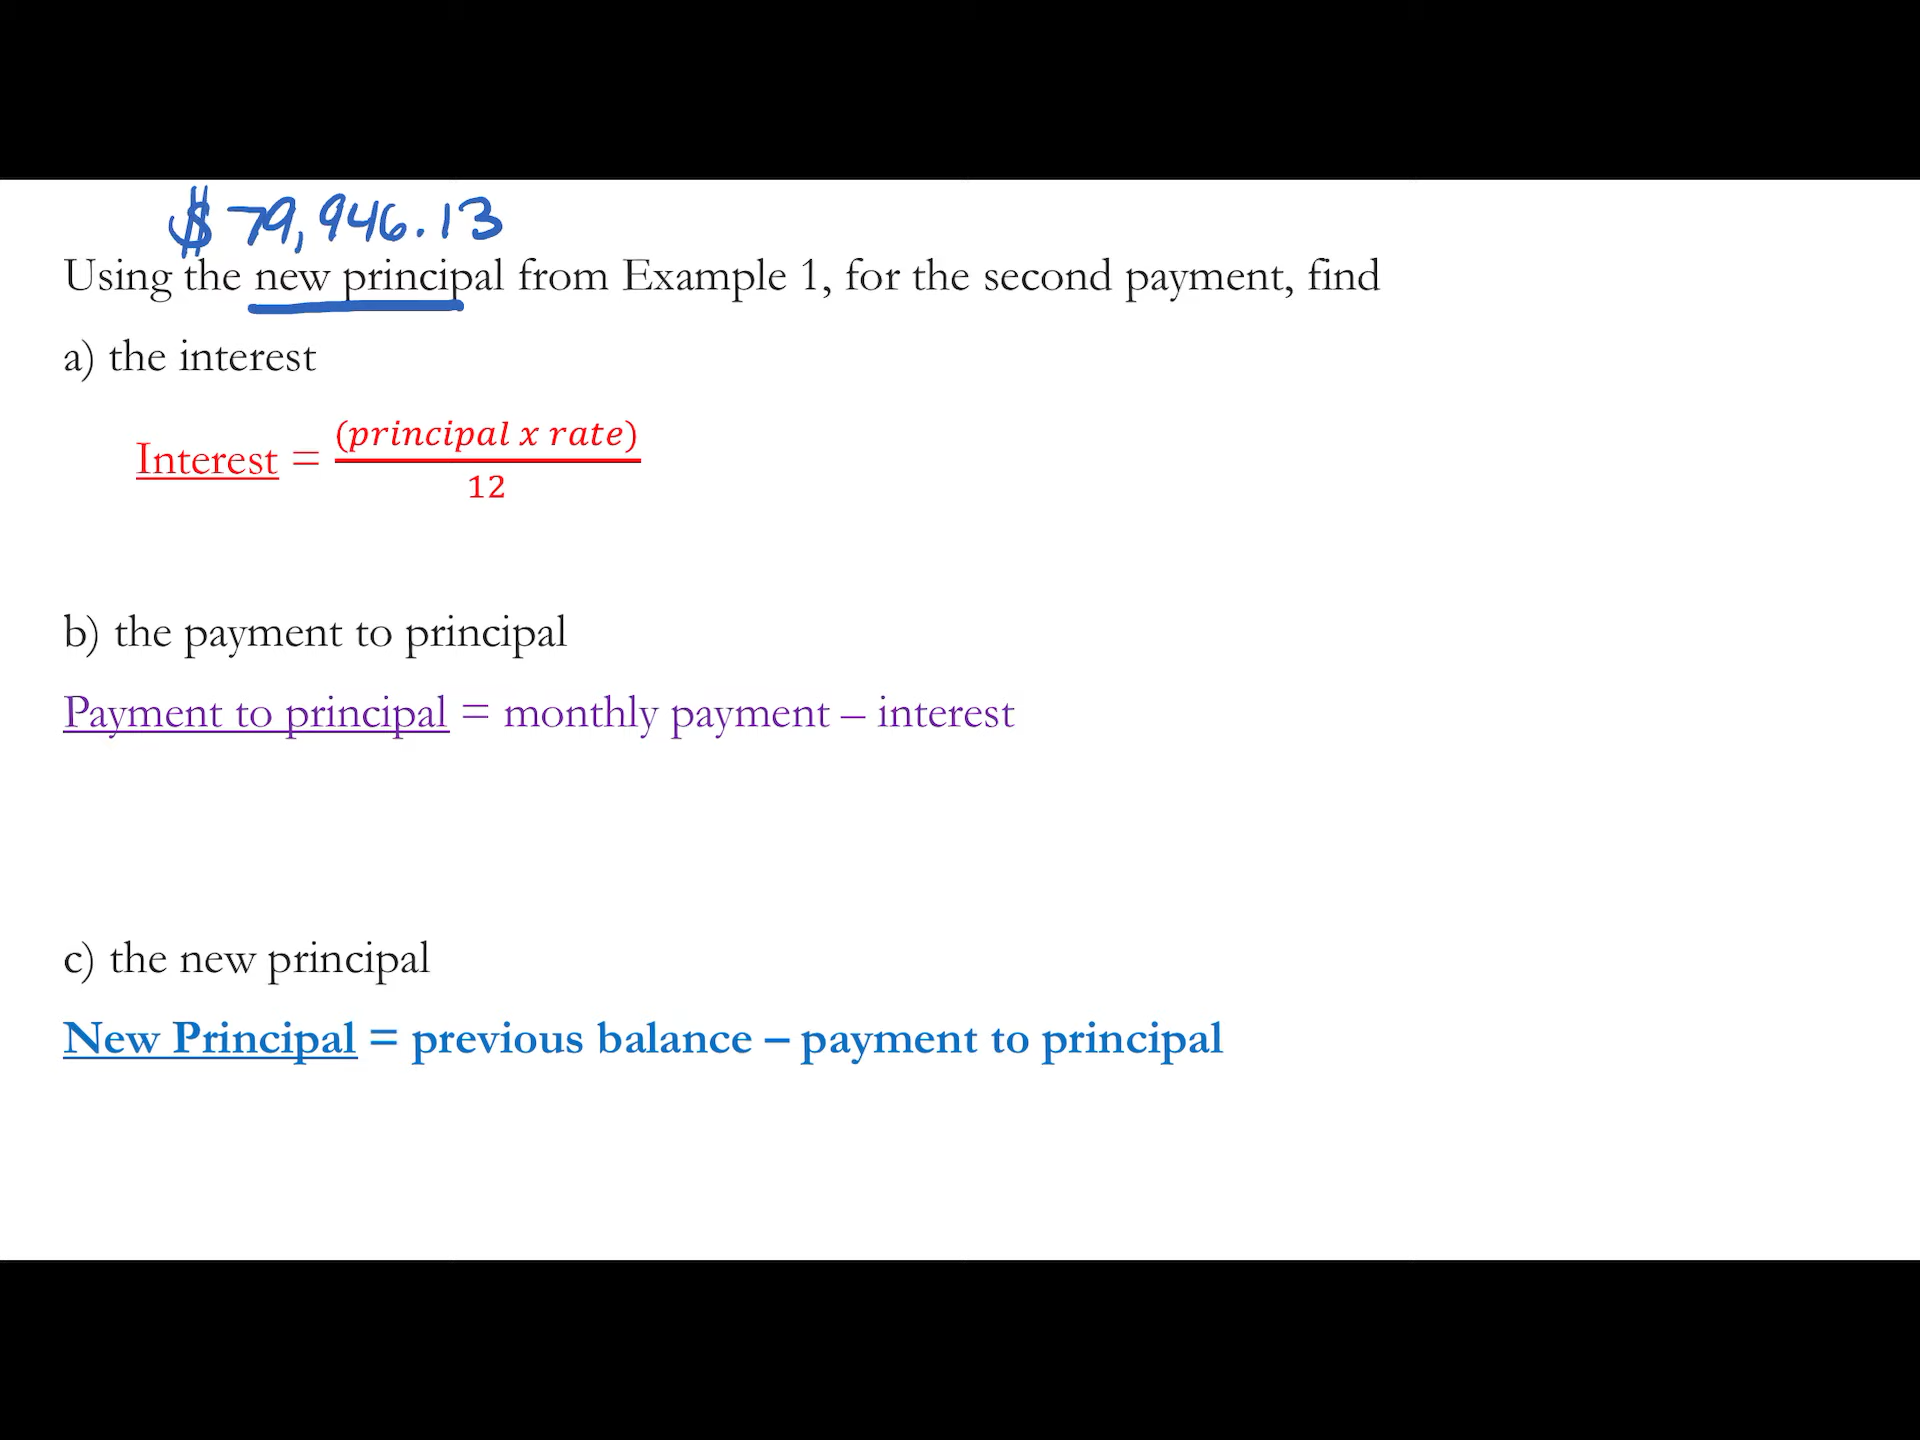 $79,946.13
Using the new principal from Example 1, for the second payment, find
a) the interest
Interest = (principal x rate)
12
b) the payment to principal
Payment to principal = monthly payment – interest
c) the new principal
New Principal = previous balance – payment to principal